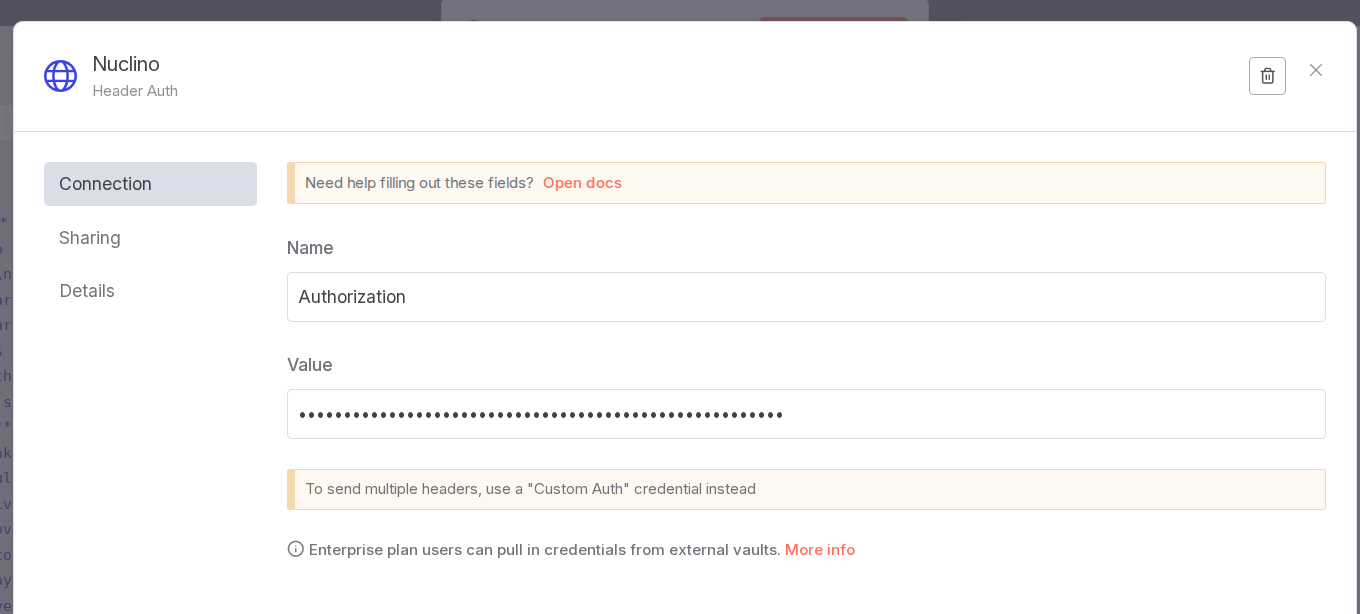 Nuclino
Header Auth
Connection
Sharing
Details
Need help filling out these fields? Open docs
Name
Authorization
Value
••••••••••••••••••••••••••••••••••••••••••••••••••••••
To send multiple headers, use a "Custom Auth" credential instead
Enterprise plan users can pull in credentials from external vaults. More info